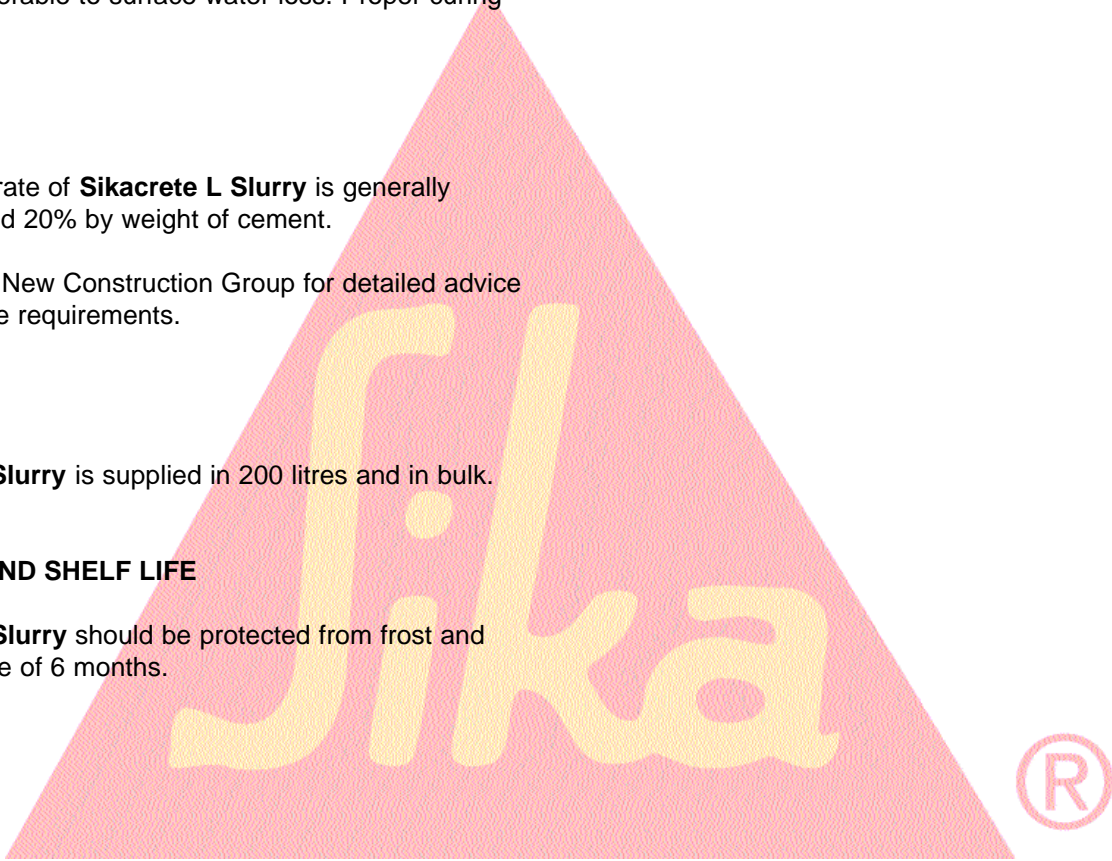 to surface water loss. Proper curing
rate of Sikacrete L Slurry is generally
20% by weight of cement.
New Construction Group for detailed advice
requirements.
Slurry is supplied in 200 litres and in bulk.
ND SHELF LIFE
Slurry should be protected from frost and
of 6 months.
Sika
®